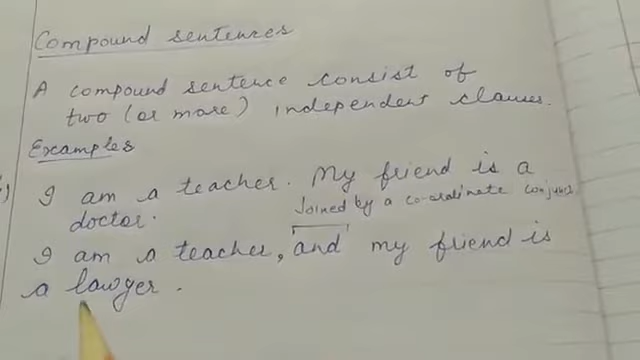 Compound sentences
A compound sentence consist of
two (or more) independent clauses.
Examples
I am a teacher. My friend is a
Joined by a co-ordinate
doctor.
I am a teacher, and my friend is
a lawyer.